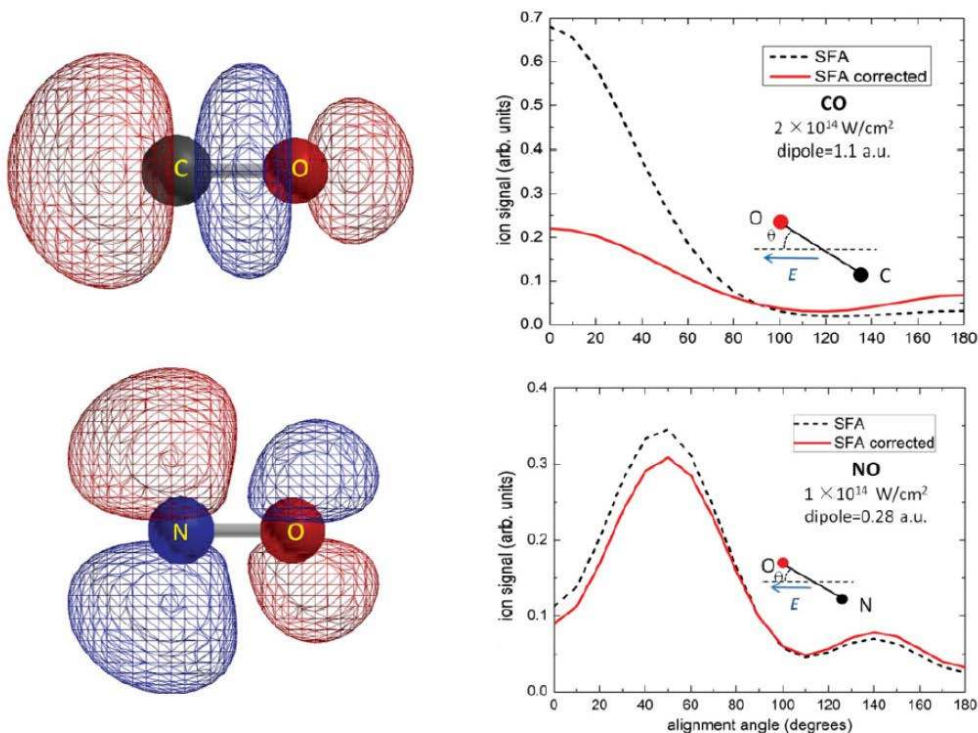 C O
0.7
0.6
0.5
0.4
0.3
0.2
0.1
0.0
ion signal (arb. units)
SFA
SFA corrected
CO
2 × 10¹⁴ W/cm²
dipole=1.1 a.u.
O
θ
E
C
0 20 40 60 80 100 120 140 160 180
N O
0.4
0.3
0.2
0.1
0.0
ion signal (arb. units)
SFA
SFA corrected
NO
1 ×10¹⁴ W/cm²
dipole=0.28 a.u.
O
θ
E
N
0 20 40 60 80 100 120 140 160 180
alignment angle (degrees)